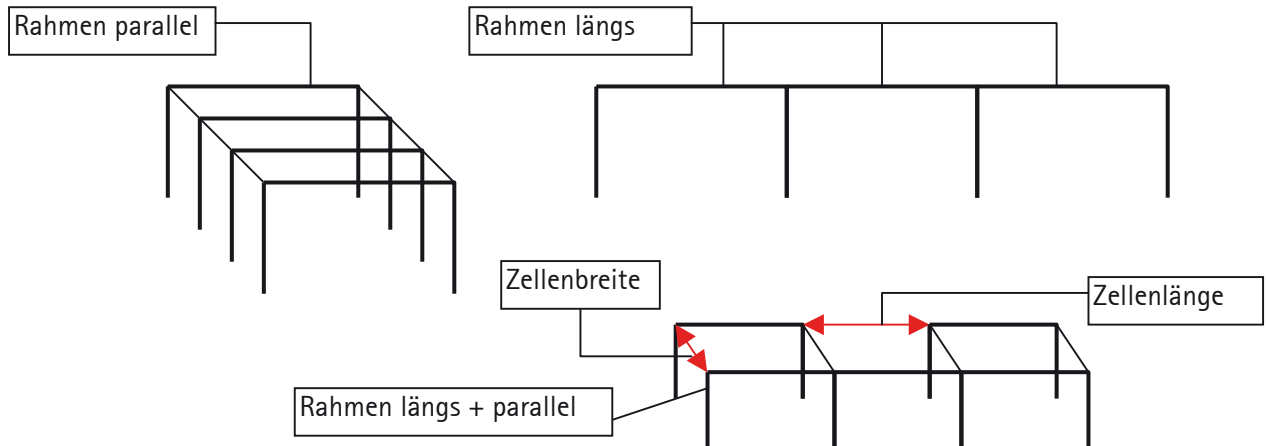 Rahmen parallel
Rahmen längs
Zellenbreite
Zellenlänge
Rahmen längs + parallel